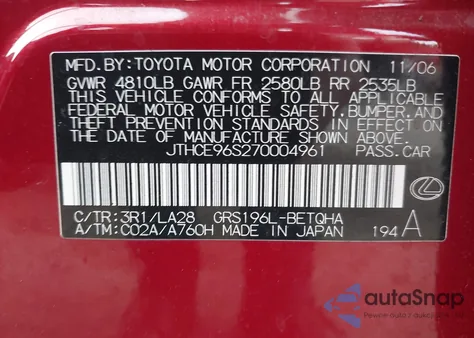 MFD. BY: TOYOTA MOTOR CORPORATION 11/06
GVWR 4810LB GAWR FR 2580LB RR 2535LB
THIS VEHICLE CONFORMS TO ALL APPLICABLE
FEDERAL MOTOR VEHICLE SAFETY, BUMPER,
AND THEFT PREVENTION STANDARDS IN EFFECT
ON THE DATE OF MANUFACTURE SHOWN ABOVE.
JTHCE96S270004961 PASS.CAR
C/TR: 3R1/LA28 GRS196L-BETQHA
A/TM: C02A/A760H MADE IN JAPAN 194 A
autoSnap